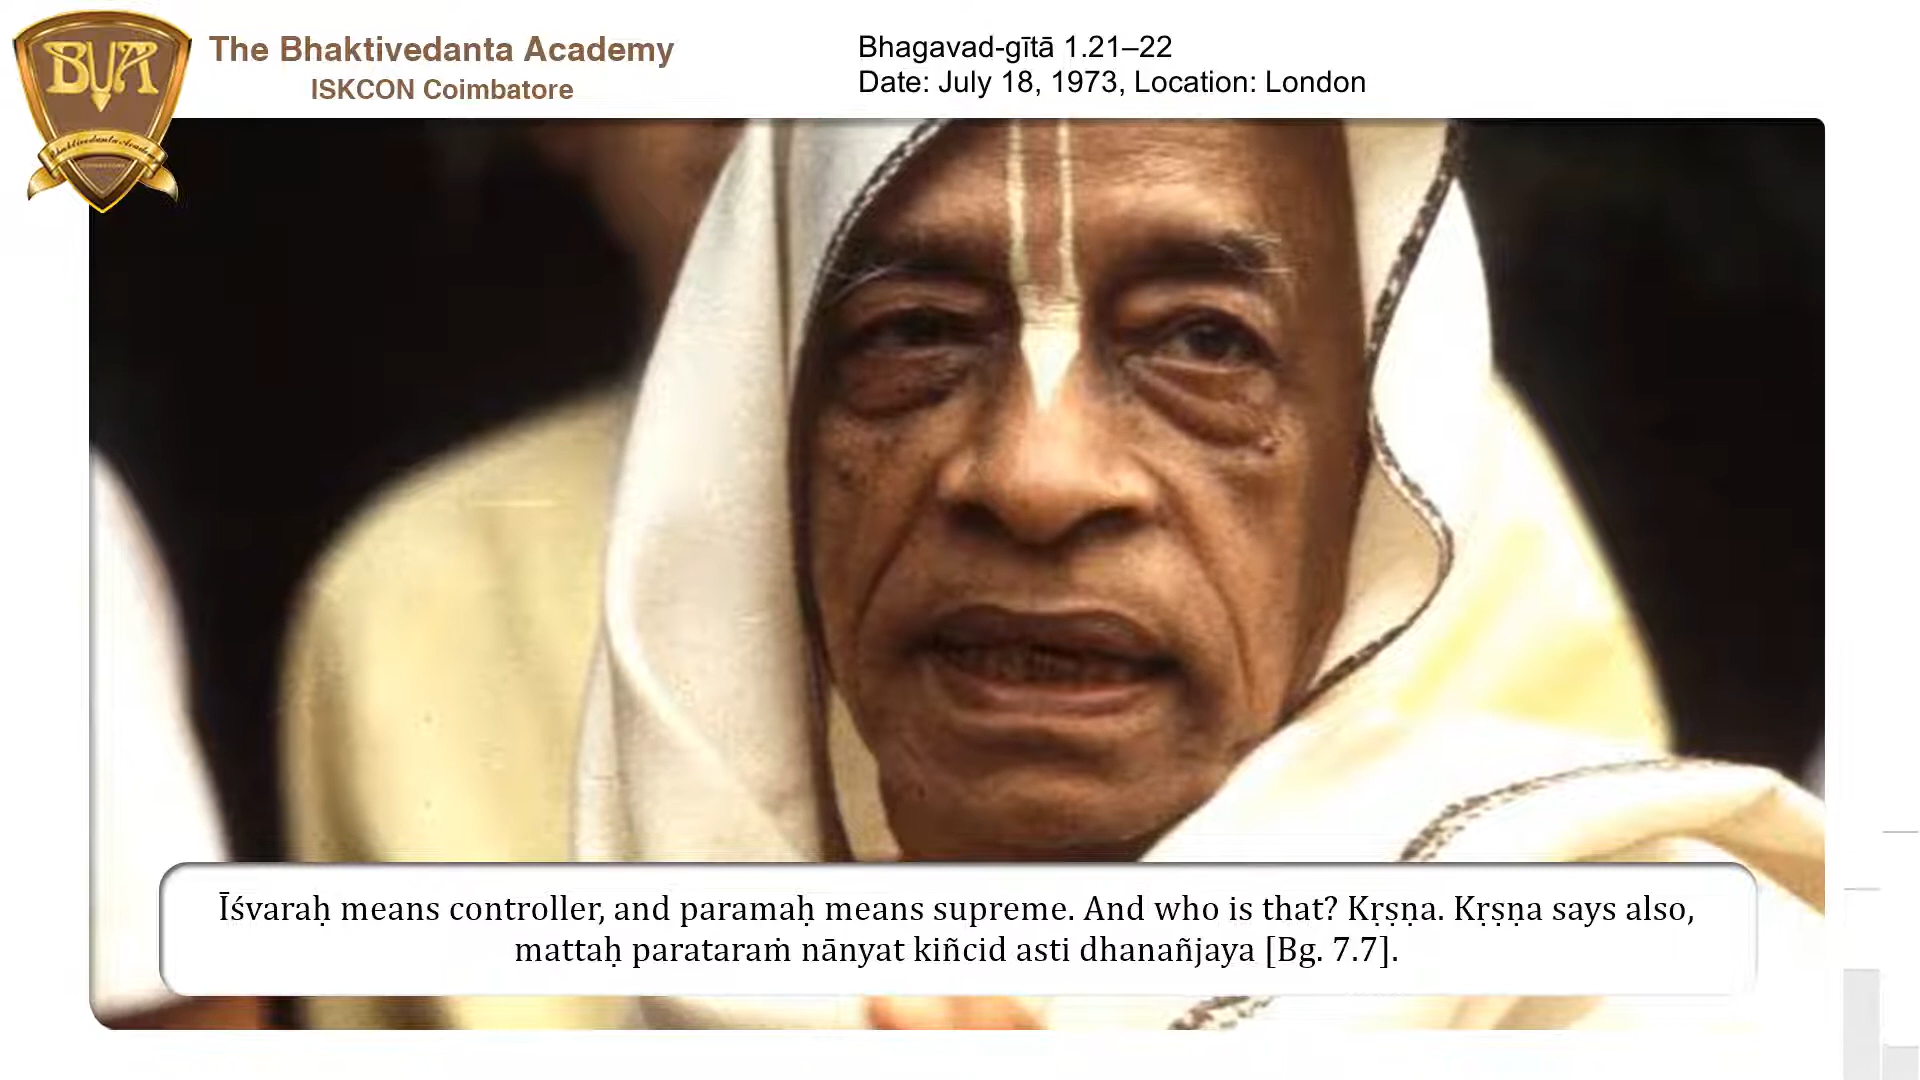 BVA
The Bhaktivedanta Academy
ISKCON Coimbatore
Bhaktivedanta Academy
Bhagavad-gītā 1.21–22
Date: July 18, 1973, Location: London
Īśvaraḥ means controller, and paramaḥ means supreme. And who is that? Kṛṣṇa. Kṛṣṇa says also,
mattaḥ parataraṁ nānyat kiñcid asti dhanañjaya [Bg. 7.7].